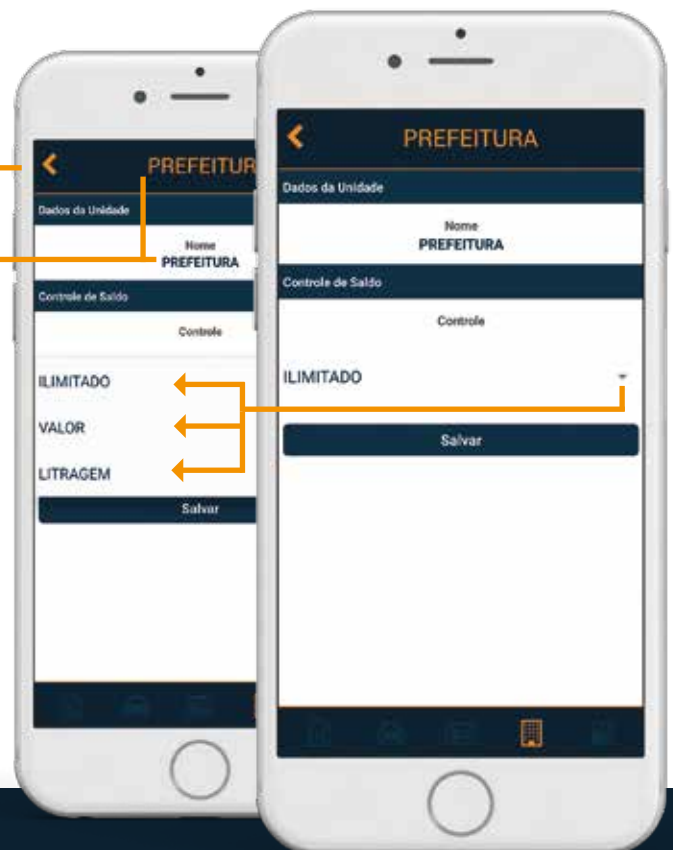 PREFEITUR
Dados da Unidade
Nome
PREFEITURA
Controle de Saldo
Controle
ILIMITADO
VALOR
LITRAGEM
Salvar
PREFEITURA
Dados da Unidade
Nome
PREFEITURA
Controle de Saldo
Controle
ILIMITADO
Salvar